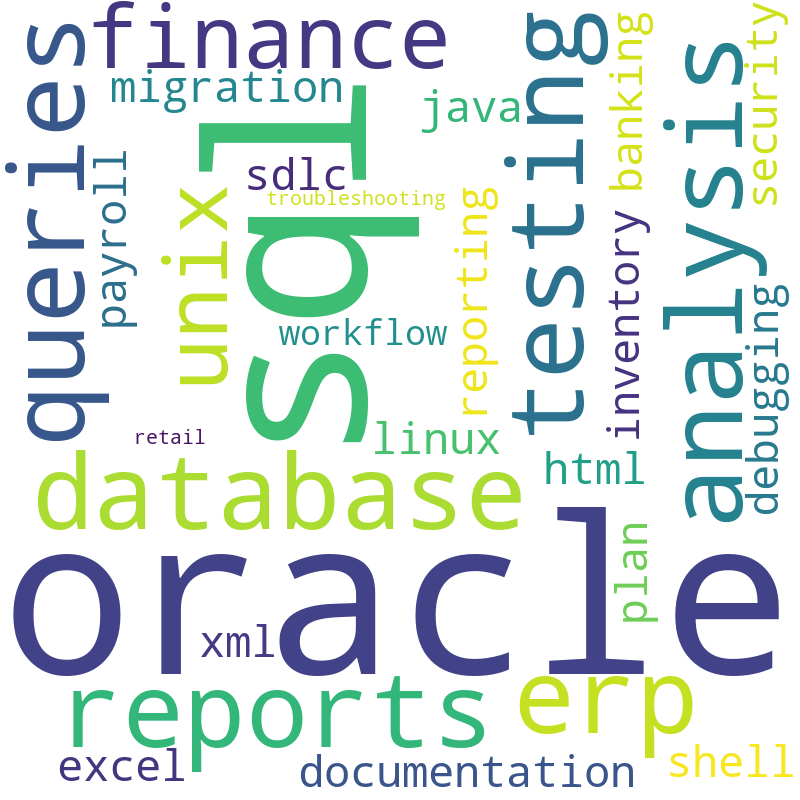 finance
migration
queries
payroll
unix
sql
sdlc
troubleshooting
java
reporting
testing
banking
inventory
analysis
security
debugging
workflow
retail
linux
html
database
plan
oracle
xml
reports
erp
excel
documentation
shell